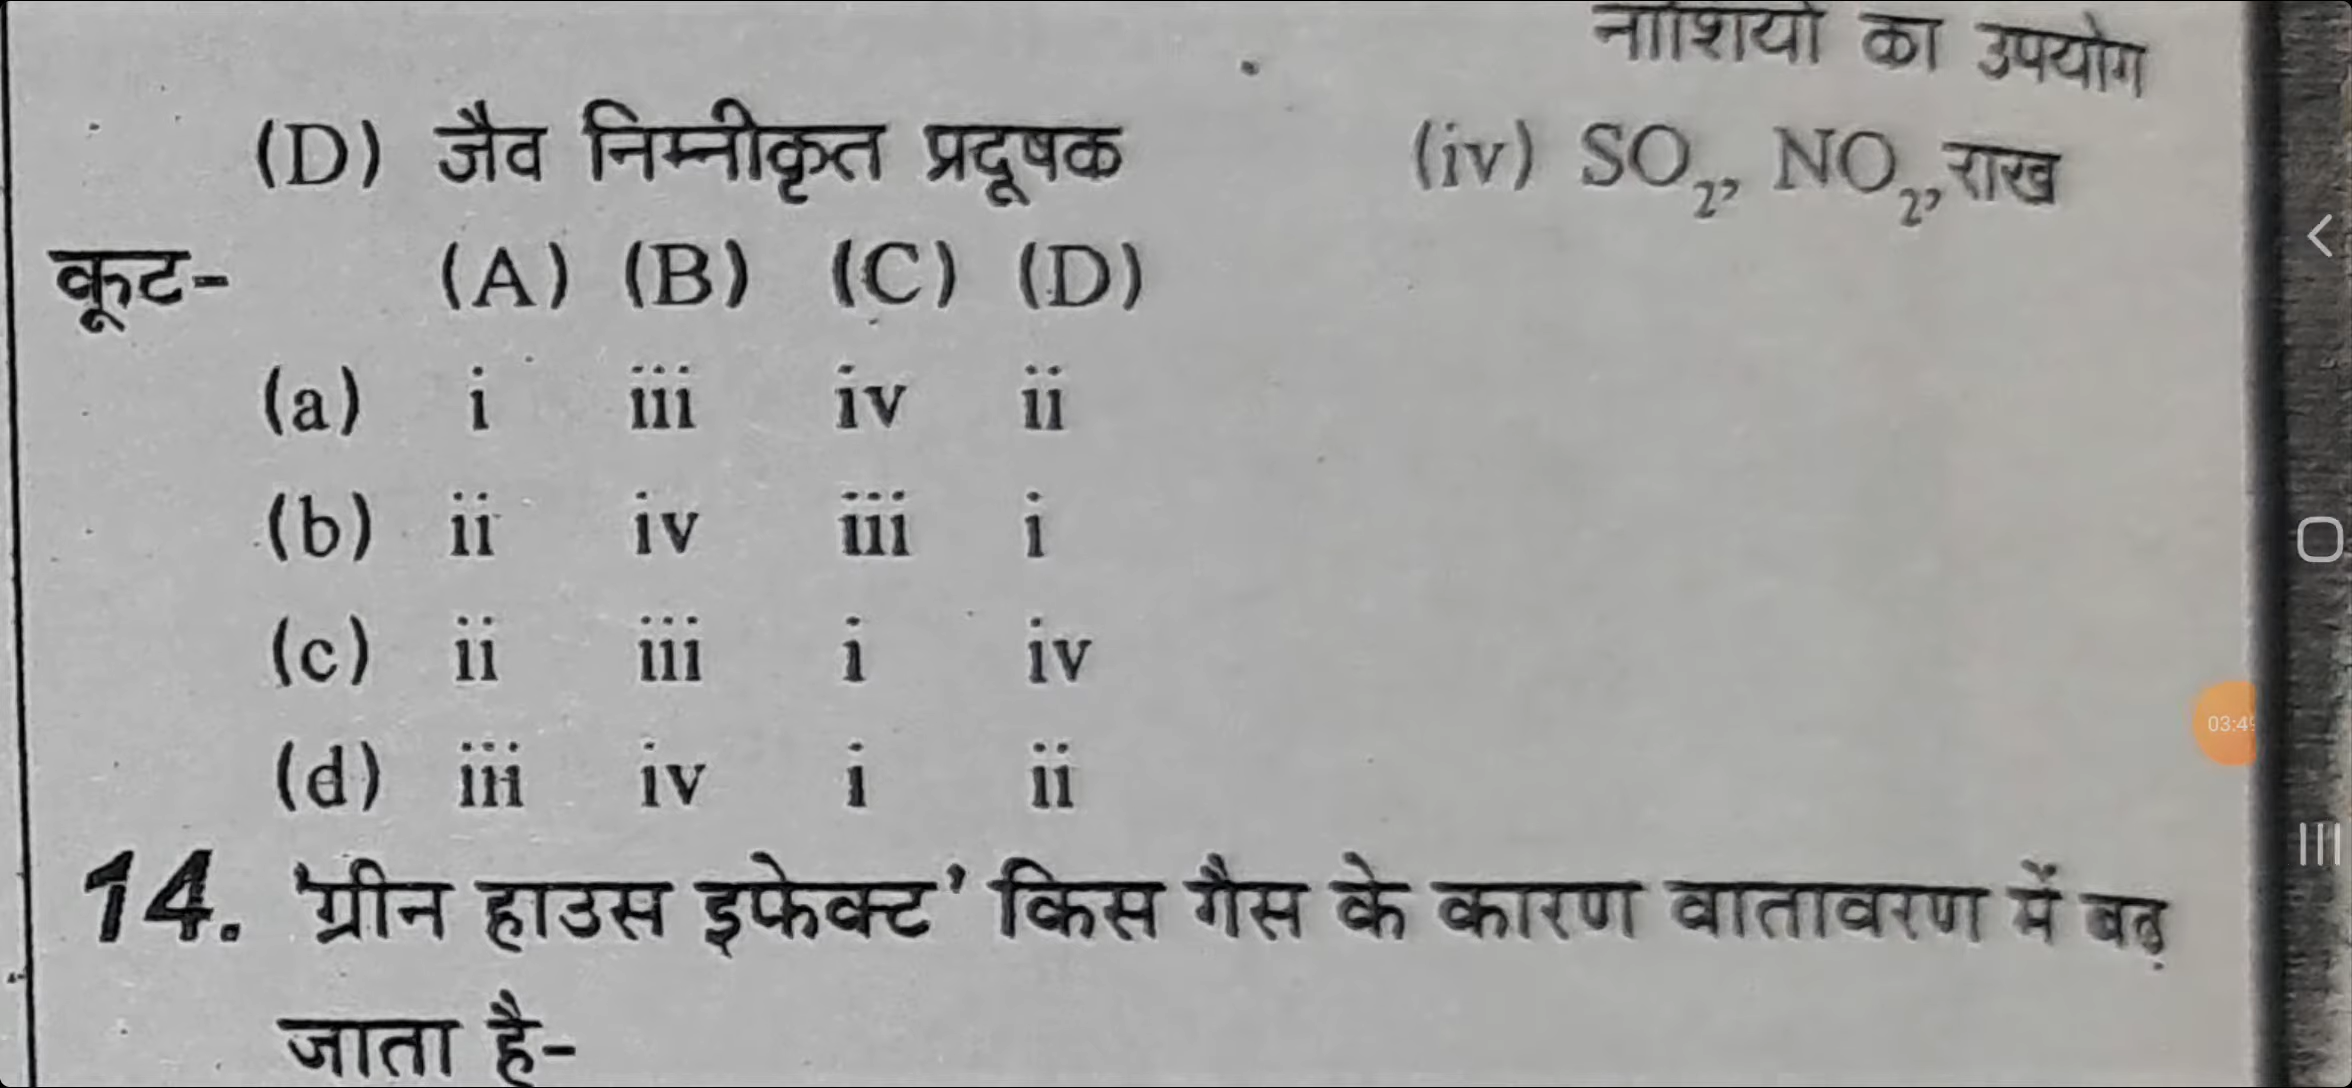 नाशियों का उपयोग
(D) जैव निम्नीकृत प्रदूषक (iv) SO₂, NO₂, राख
कूट- (A) (B) (C) (D)
(a) i iii iv ii
(b) ii iv iii i
(c) ii iii i iv
(d) iii iv i ii
14. 'ग्रीन हाउस इफेक्ट' किस गैस के कारण वातावरण में बढ़
जाता है-